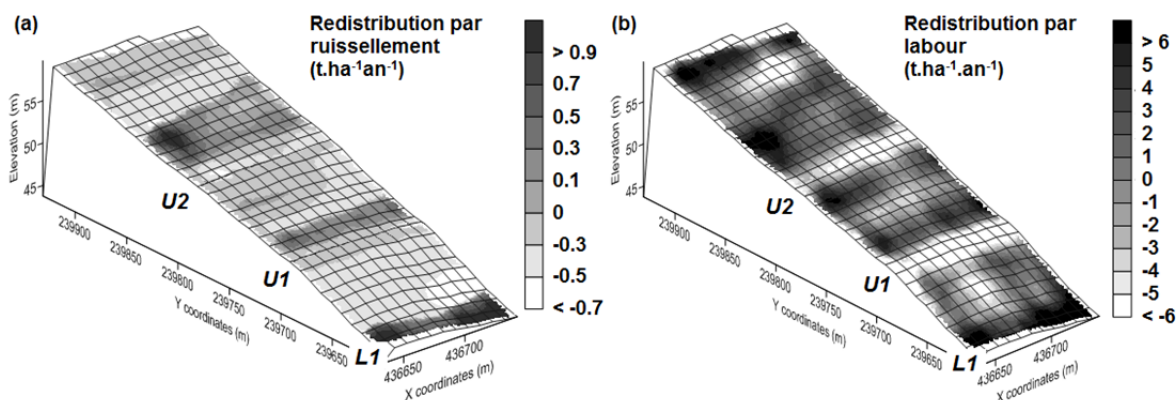 (a)
Redistribution par
ruissellement
(t.ha⁻¹an⁻¹)
> 0.9
0.7
0.5
0.3
0.1
0
-0.3
-0.5
< -0.7
Elevation (m)
55
50
45
U2
U1
L1
239900
239850
239800
239750
239700
239650
Y coordinates (m)
436650
436700
X coordinates (m)
(b)
Redistribution par
labour
(t.ha⁻¹.an⁻¹)
> 6
5
4
3
2
1
0
-1
-2
-3
-4
-5
< -6
Elevation (m)
55
50
45
U2
U1
L1
239900
239850
239800
239750
239700
239650
Y coordinates (m)
436650
436700
X coordinates (m)